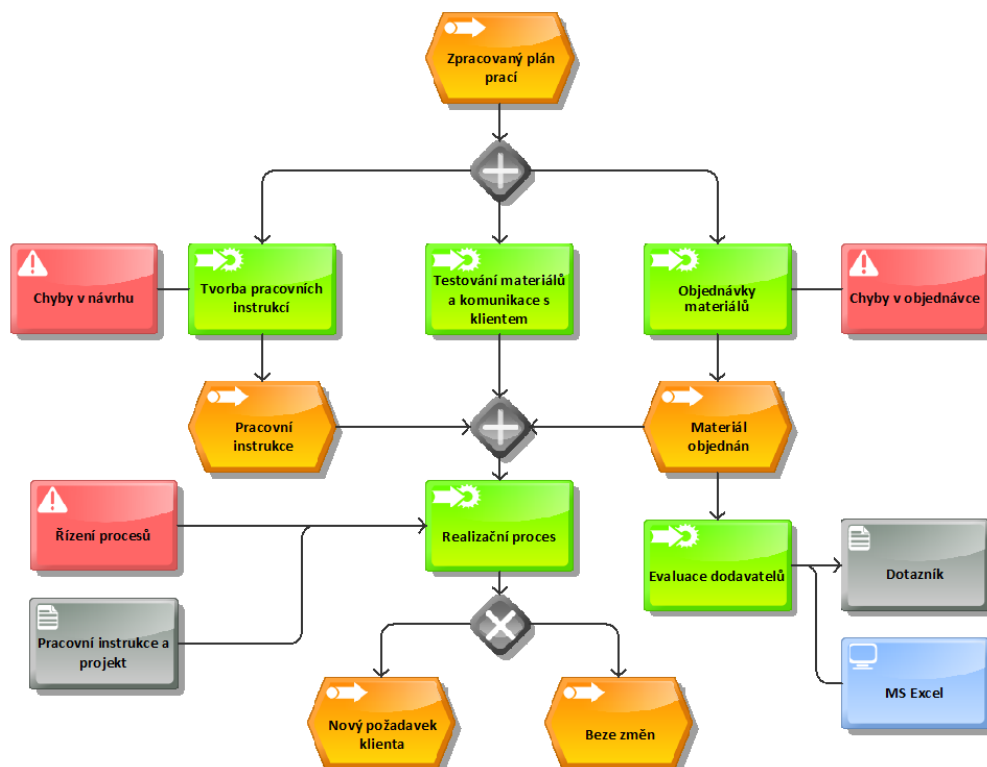 Zpracovaný plán
prací
Chyby v návrhu
Tvorba pracovních
instrukcí
Testování materiálů
a komunikace s
klientem
Objednávky
materiálů
Chyby v objednávce
Pracovní
instrukce
Materiál
objednán
Řízení procesů
Realizační proces
Evaluace dodavatelů
Dotazník
Pracovní instrukce a
projekt
MS Excel
Nový požadavek
klienta
Beze změn